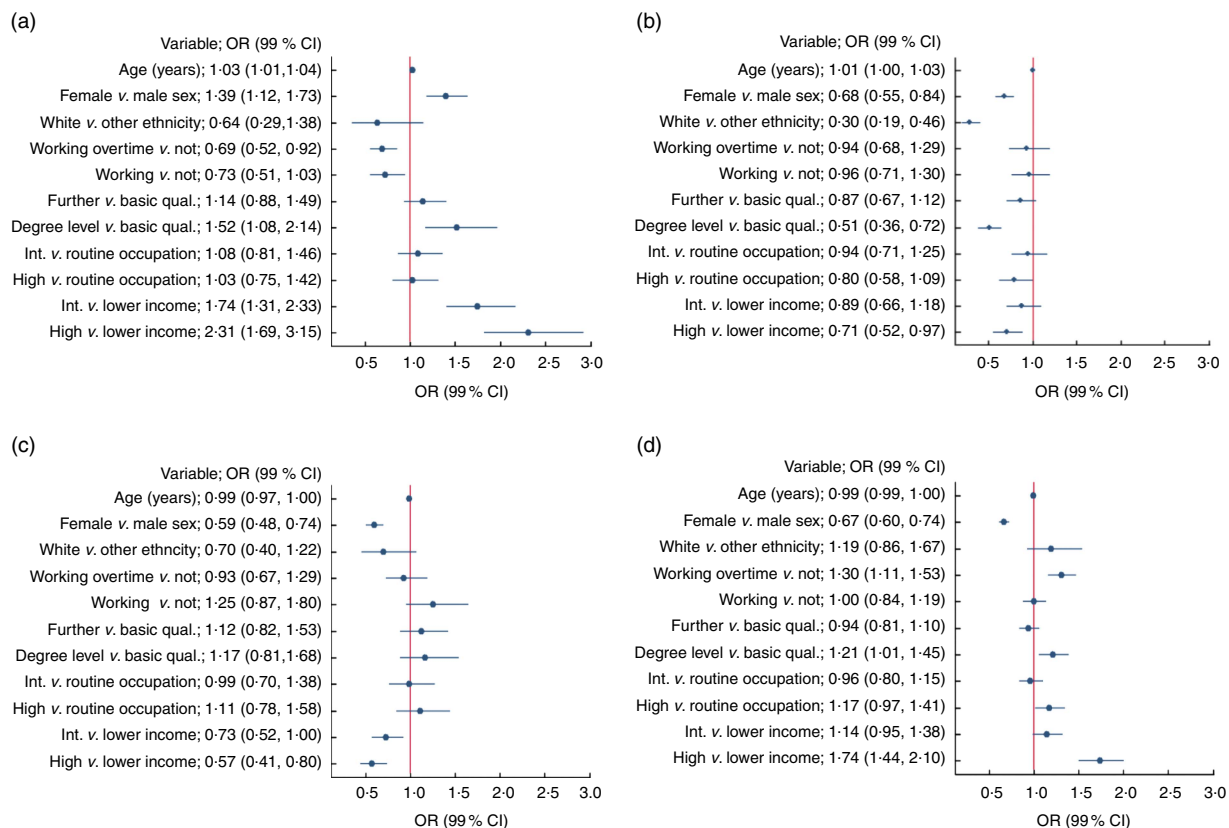 (a)
Variable; OR (99 % CI)
Age (years); 1·03 (1·01,1·04)
Female v. male sex; 1·39 (1·12, 1·73)
White v. other ethnicity; 0·64 (0·29,1·38)
Working overtime v. not; 0·69 (0·52, 0·92)
Working v. not; 0·73 (0·51, 1·03)
Further v. basic qual.; 1·14 (0·88, 1·49)
Degree level v. basic qual.; 1·52 (1·08, 2·14)
Int. v. routine occupation; 1·08 (0·81, 1·46)
High v. routine occupation; 1·03 (0·75, 1·42)
Int. v. lower income; 1·74 (1·31, 2·33)
High v. lower income; 2·31 (1·69, 3·15)
0·5 1·0 1·5 2·0 2·5 3·0
OR (99 % CI)
(b)
Variable; OR (99 % CI)
Age (years); 1·01 (1·00, 1·03)
Female v. male sex; 0·68 (0·55, 0·84)
White v. other ethnicity; 0·30 (0·19, 0·46)
Working overtime v. not; 0·94 (0·68, 1·29)
Working v. not; 0·96 (0·71, 1·30)
Further v. basic qual.; 0·87 (0·67, 1·12)
Degree level v. basic qual.; 0·51 (0·36, 0·72)
Int. v. routine occupation; 0·94 (0·71, 1·25)
High v. routine occupation; 0·80 (0·58, 1·09)
Int. v. lower income; 0·89 (0·66, 1·18)
High v. lower income; 0·71 (0·52, 0·97)
0·5 1·0 1·5 2·0 2·5 3·0
OR (99 % CI)
(c)
Variable; OR (99 % CI)
Age (years); 0·99 (0·97, 1·00)
Female v. male sex; 0·59 (0·48, 0·74)
White v. other ethncity; 0·70 (0·40, 1·22)
Working overtime v. not; 0·93 (0·67, 1·29)
Working v. not; 1·25 (0·87, 1·80)
Further v. basic qual.; 1·12 (0·82, 1·53)
Degree level v. basic qual.; 1·17 (0·81,1·68)
Int. v. routine occupation; 0·99 (0·70, 1·38)
High v. routine occupation; 1·11 (0·78, 1·58)
Int. v. lower income; 0·73 (0·52, 1·00)
High v. lower income; 0·57 (0·41, 0·80)
0·5 1·0 1·5 2·0 2·5 3·0
OR (99 % CI)
(d)
Variable; OR (99 % CI)
Age (years); 0·99 (0·99, 1·00)
Female v. male sex; 0·67 (0·60, 0·74)
White v. other ethnicity; 1·19 (0·86, 1·67)
Working overtime v. not; 1·30 (1·11, 1·53)
Working v. not; 1·00 (0·84, 1·19)
Further v. basic qual.; 0·94 (0·81, 1·10)
Degree level v. basic qual.; 1·21 (1·01, 1·45)
Int. v. routine occupation; 0·96 (0·80, 1·15)
High v. routine occupation; 1·17 (0·97, 1·41)
Int. v. lower income; 1·14 (0·95, 1·38)
High v. lower income; 1·74 (1·44, 2·10)
0·5 1·0 1·5 2·0 2·5 3·0
OR (99 % CI)